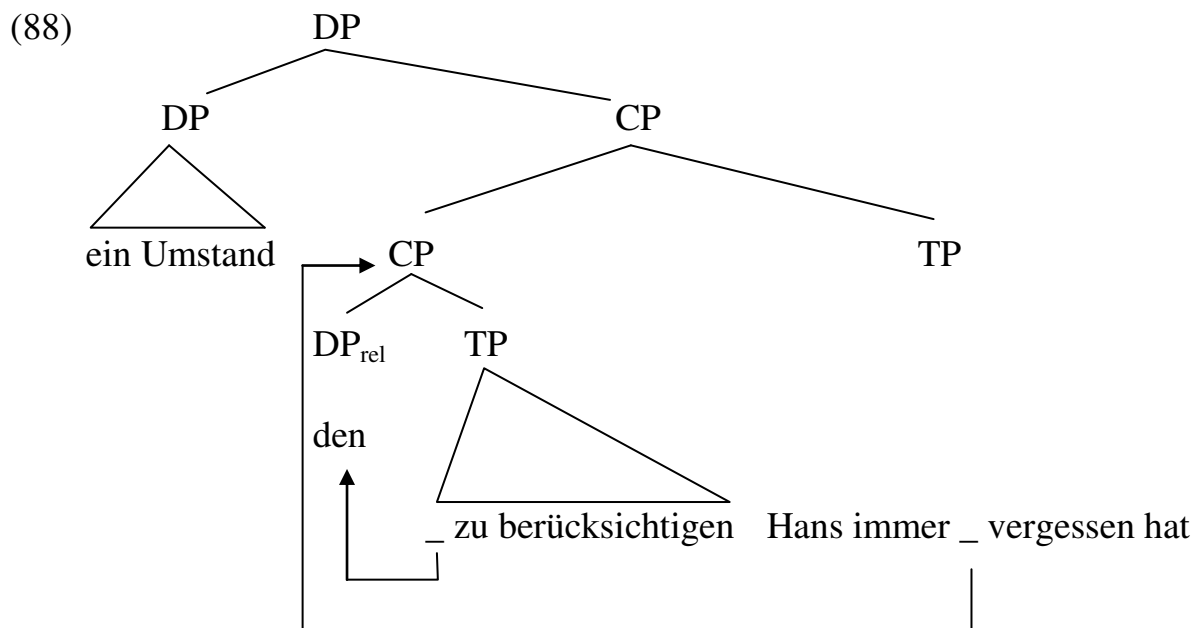 (88) DP
DP CP
ein Umstand CP TP
DPrel TP
den
_ zu berücksichtigen Hans immer _ vergessen hat